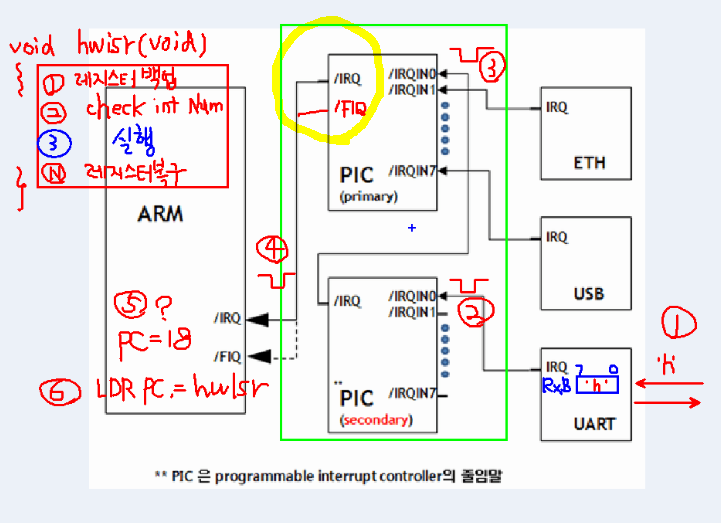 void hwisr(void)
{
① 레지스터백업
② check int Num
③ 실행
Ⓝ 레지스터복구
}
ARM
/IRQ
/FIQ
⑤ ?
PC=18
⑥ LDR PC,=hwisr
④
/IRQ
/FIQ
/IRQIN0
/IRQIN1
/IRQIN7
PIC
(primary)
③
/IRQ
/IRQIN0
/IRQIN1
/IRQIN7
**
PIC
(secondary)
②
IRQ
ETH
IRQ
USB
①
'h'
IRQ
7 0
RxB 'h'
UART
** PIC 은 programmable interrupt controller의 줄임말